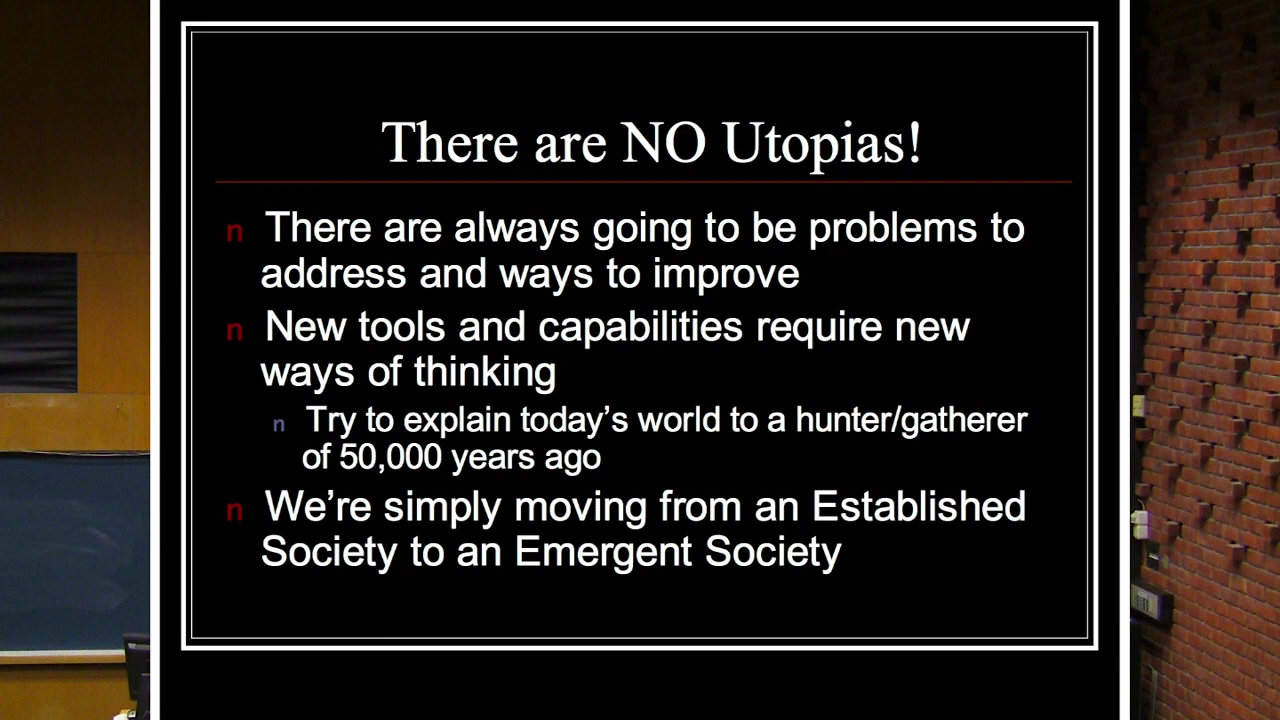 There are NO Utopias!
n There are always going to be problems to
address and ways to improve
n New tools and capabilities require new
ways of thinking
n Try to explain today’s world to a hunter/gatherer
of 50,000 years ago
n We’re simply moving from an Established
Society to an Emergent Society